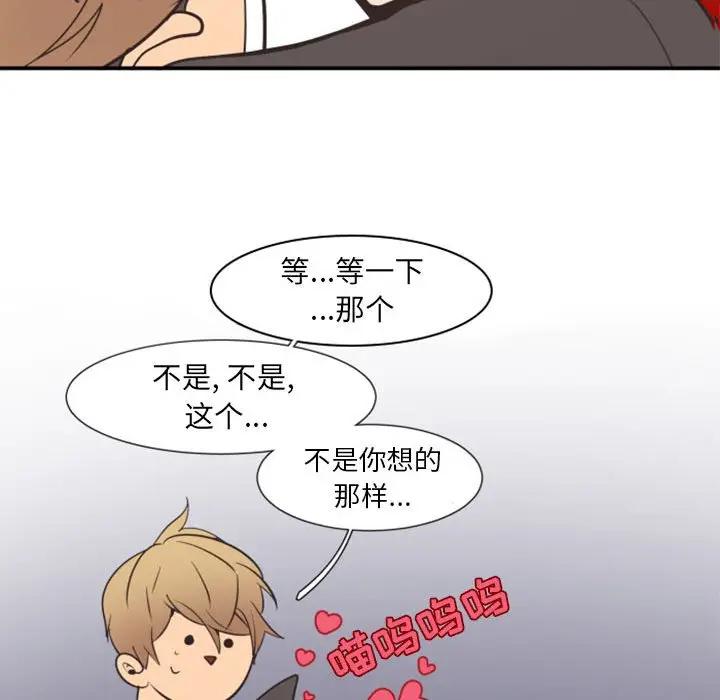 等...等一下
...那个
不是, 不是,
这个...
不是你想的
那样...
喵呜呜呜